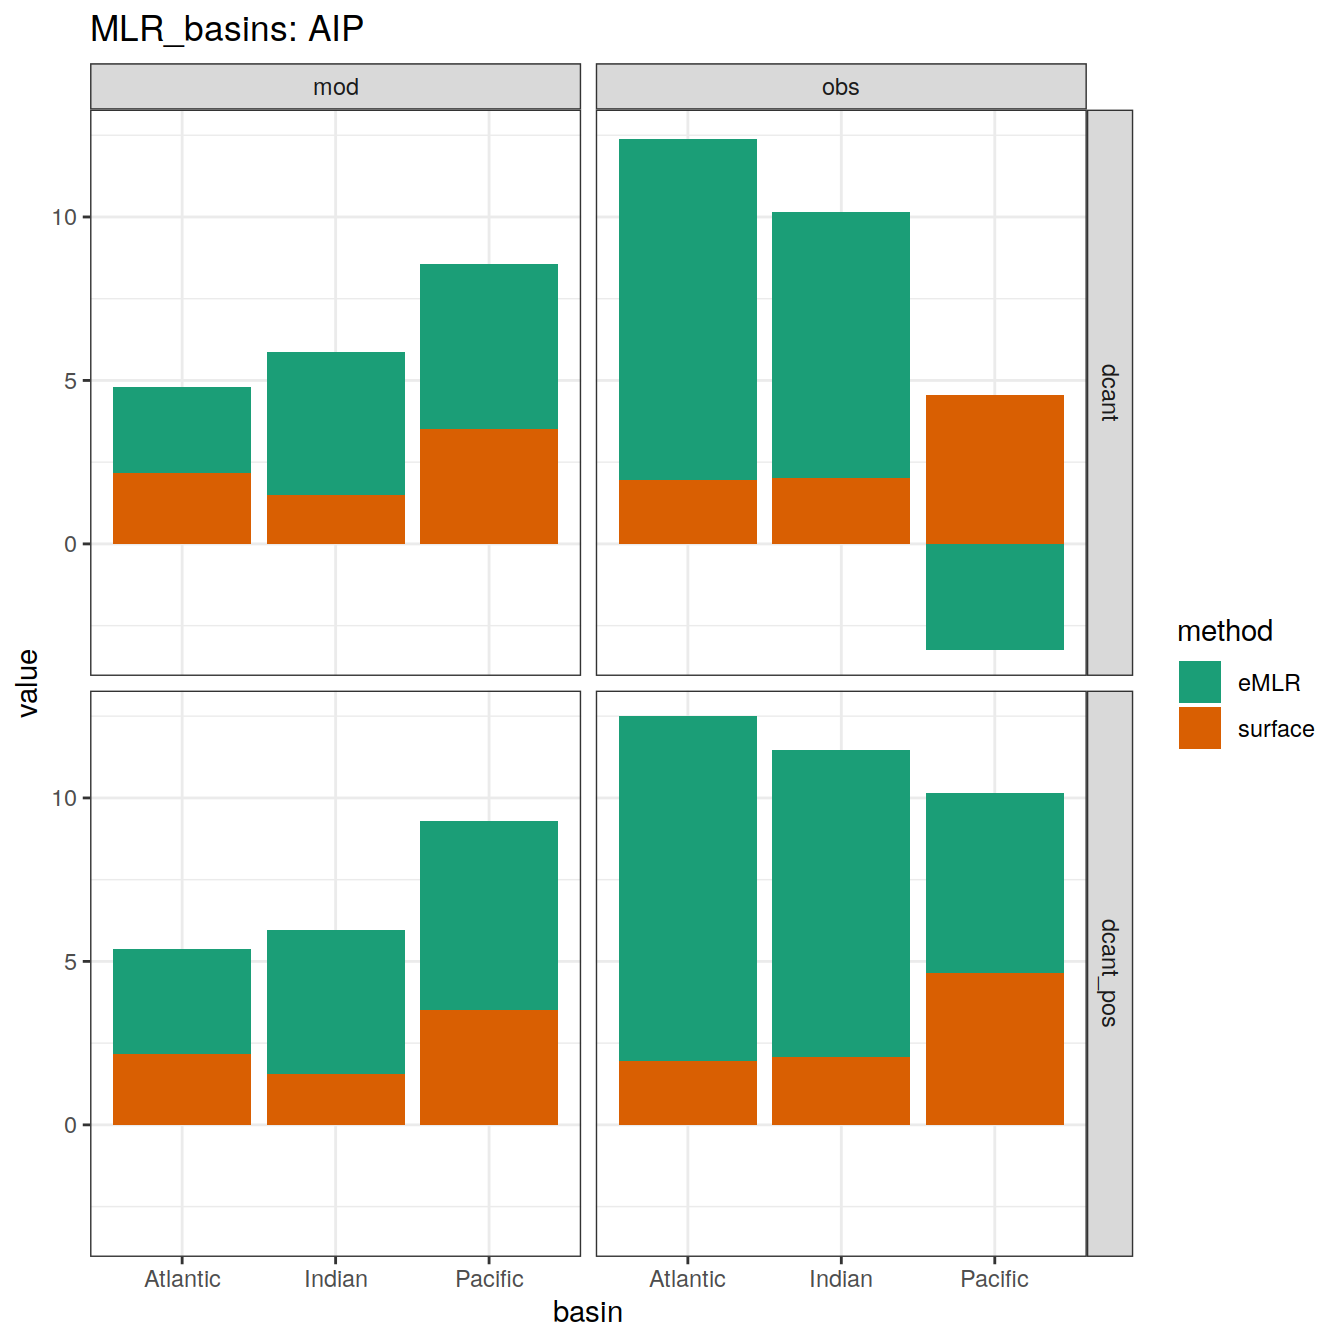 MLR_basins: AIP
mod
obs
10
5
0
dcant
value
10
5
0
dcant_pos
method
eMLR
surface
Atlantic
Indian
Pacific
Atlantic
Indian
Pacific
basin